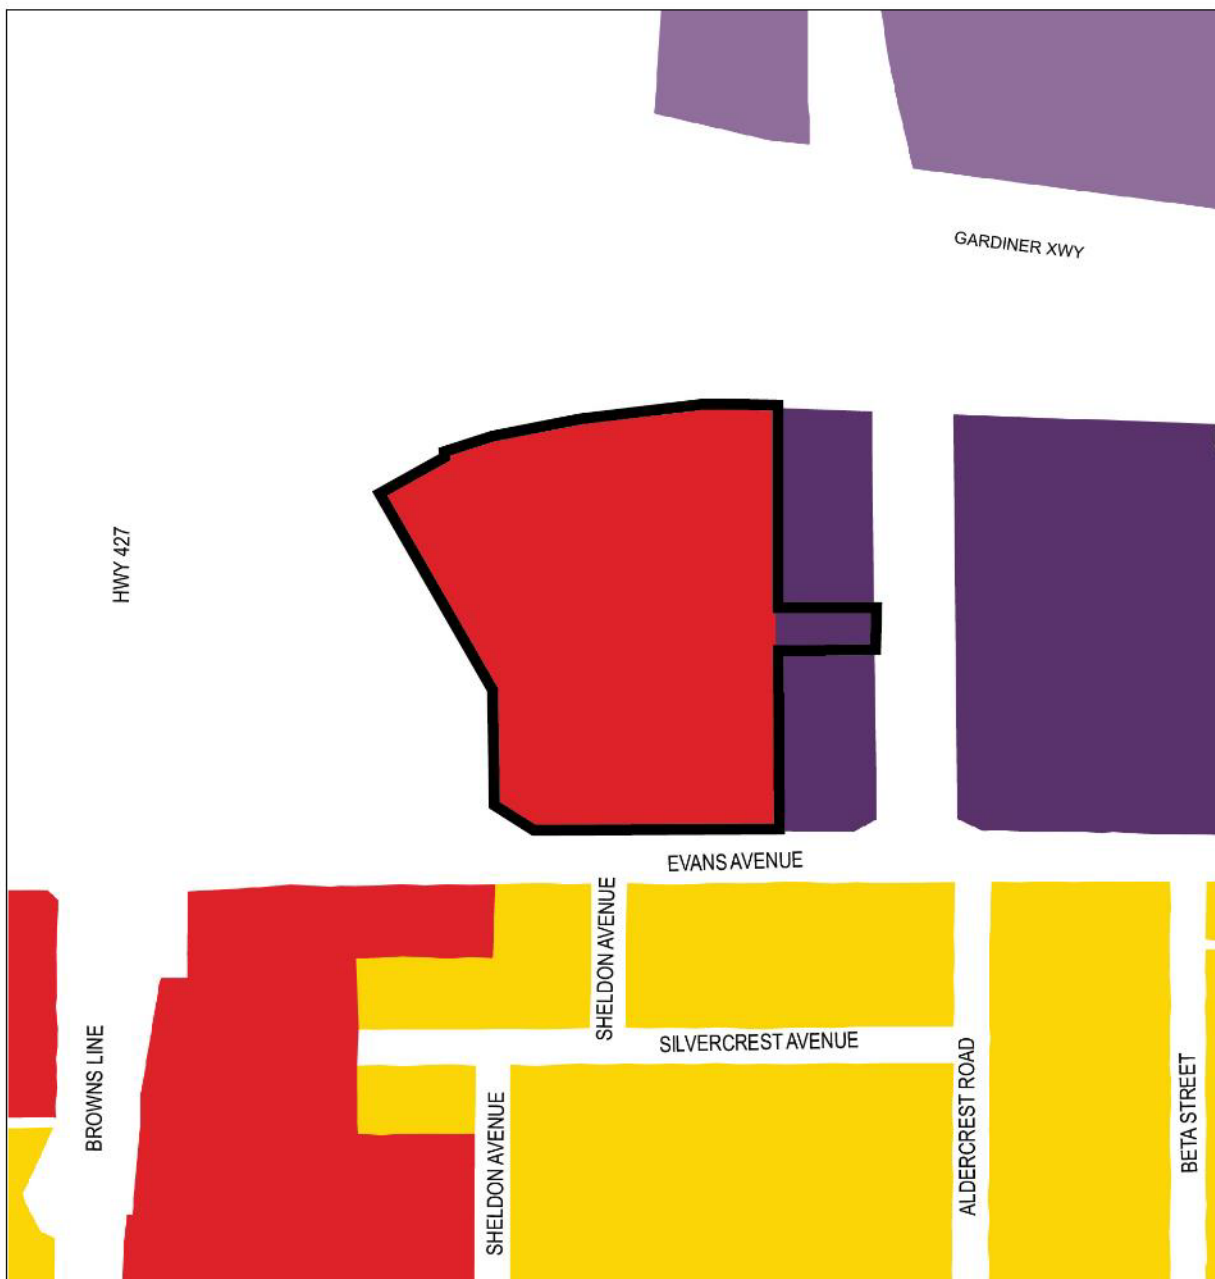 GARDINER XWY
HWY 427
EVANS AVENUE
SHELDON AVENUE
SILVERCREST AVENUE
BROWNS LINE
SHELDON AVENUE
ALDERCREST ROAD
BETA STREET